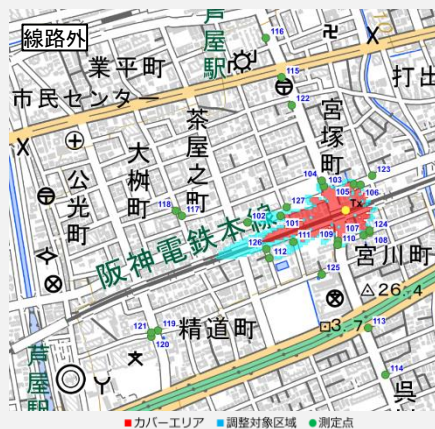 線路外
芦屋駅
116
業平町
115
打出
市民センター
122
宮塚町
茶屋之町
大桝町
公光町
104
103
123
105
106
Tx
118
117
127
102
101
107
124
阪神電鉄本線
126
111
109
110
108
112
宮川町
125
26.4
精道町
3.7
121
119
120
113
芦屋駅
114
呉
カバーエリア 調整対象区域 測定点